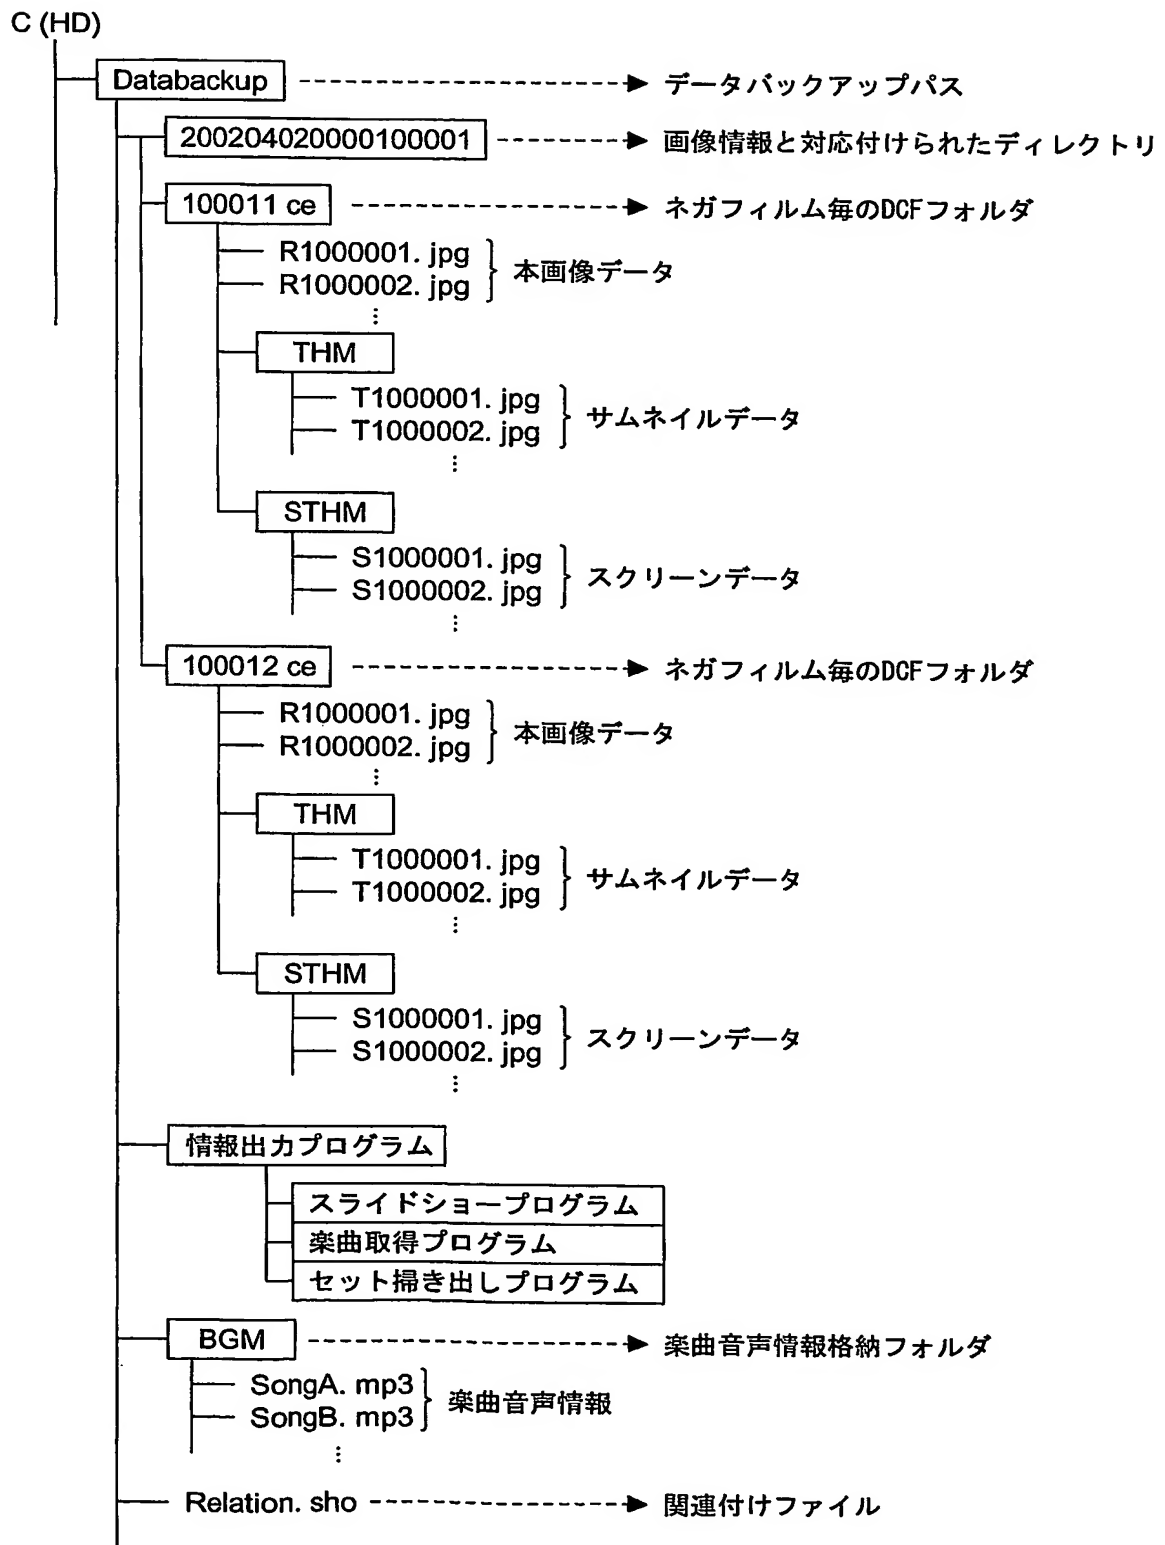 C (HD)
Databackup
データバックアップパス
200204020000100001
画像情報と対応付けられたディレクトリ
100011 ce
ネガフィルム毎のDCFフォルダ
R1000001. jpg
R1000002. jpg
本画像データ
THM
T1000001. jpg
T1000002. jpg
サムネイルデータ
STHM
S1000001. jpg
S1000002. jpg
スクリーンデータ
100012 ce
ネガフィルム毎のDCFフォルダ
R1000001. jpg
R1000002. jpg
本画像データ
THM
T1000001. jpg
T1000002. jpg
サムネイルデータ
STHM
S1000001. jpg
S1000002. jpg
スクリーンデータ
情報出力プログラム
スライドショープログラム
楽曲取得プログラム
セット掃き出しプログラム
BGM
楽曲音声情報格納フォルダ
SongA. mp3
SongB. mp3
楽曲音声情報
Relation. sho
関連付けファイル